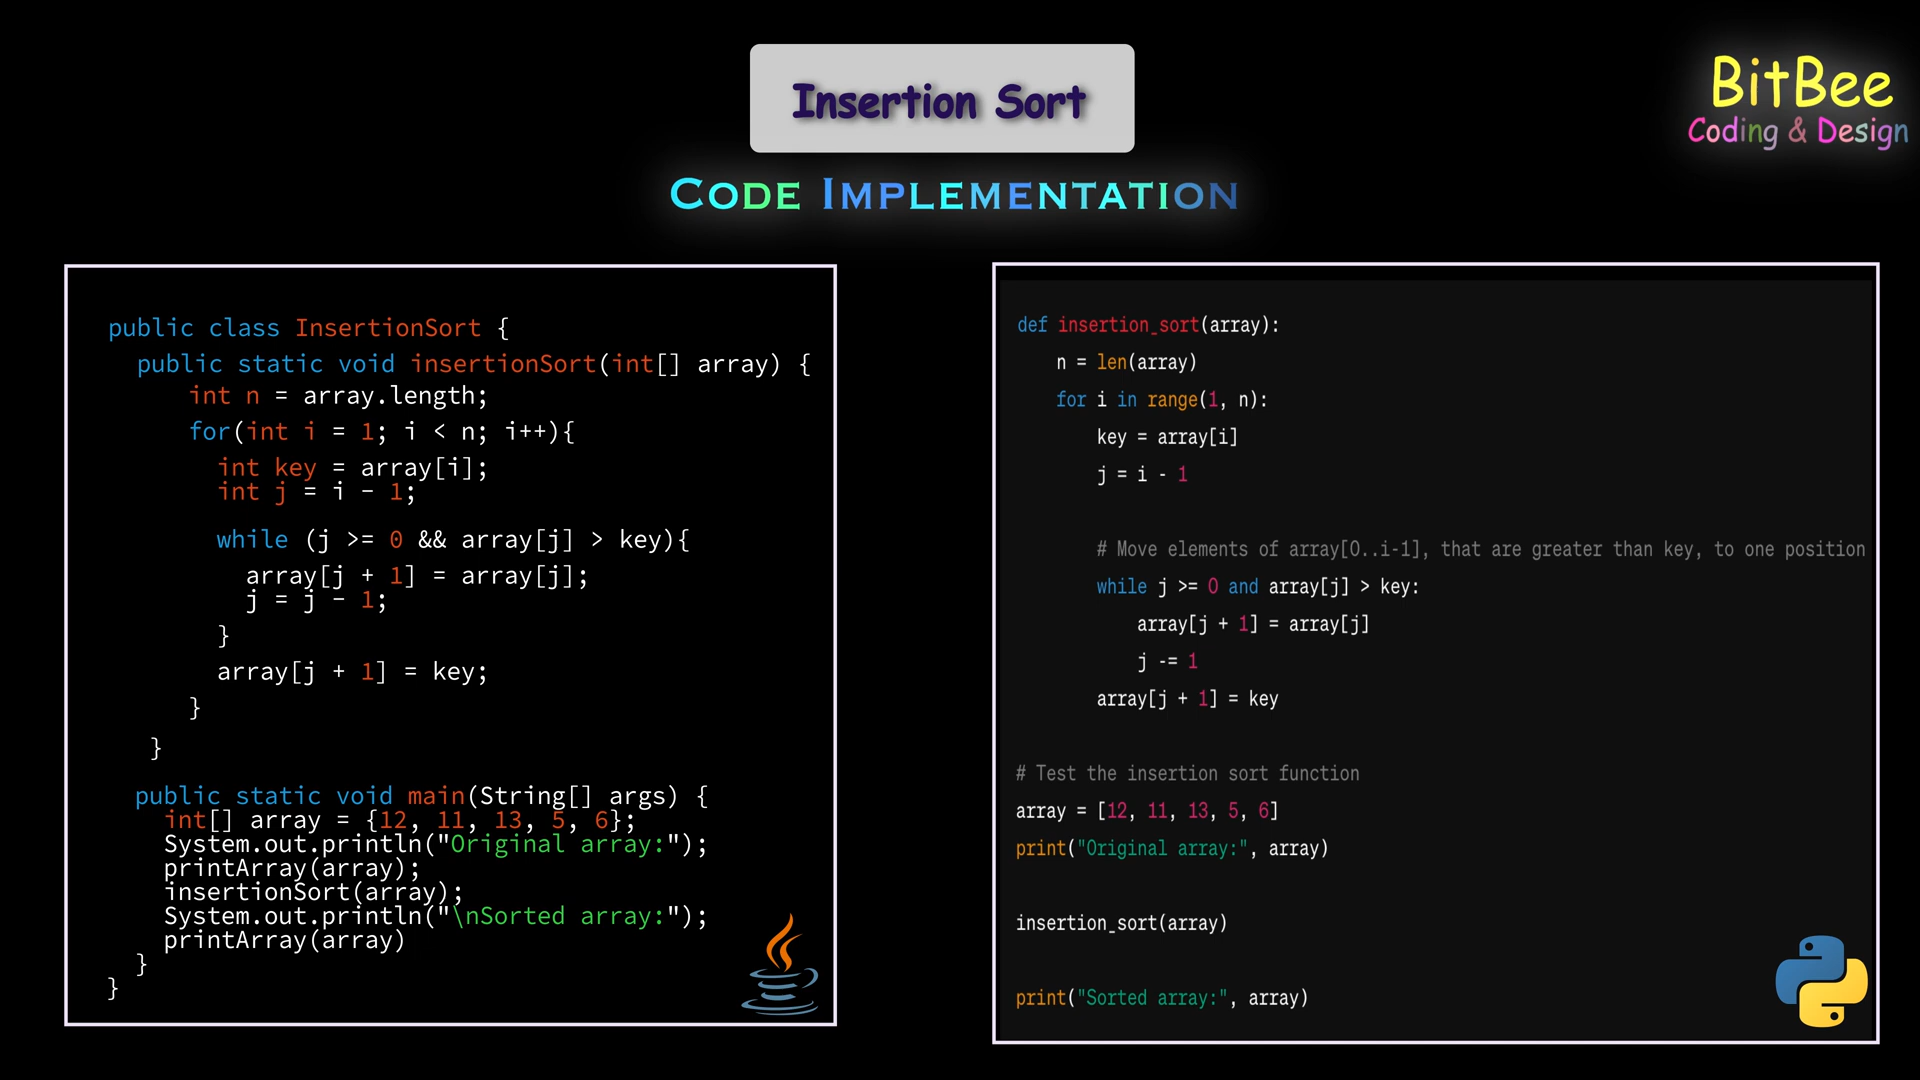 Insertion Sort
BitBee
Coding & Design
Code Implementation
public class InsertionSort {
public static void insertionSort(int[] array) {
int n = array.length;
for(int i = 1; i < n; i++){
int key = array[i];
int j = i - 1;
while (j >= 0 && array[j] > key){
array[j + 1] = array[j];
j = j - 1;
}
array[j + 1] = key;
}
}
public static void main(String[] args) {
int[] array = {12, 11, 13, 5, 6};
System.out.println("Original array:");
printArray(array);
insertionSort(array);
System.out.println("\nSorted array:");
printArray(array)
}
}
def insertion_sort(array):
n = len(array)
for i in range(1, n):
key = array[i]
j = i - 1
# Move elements of array[0..i-1], that are greater than key, to one position
while j >= 0 and array[j] > key:
array[j + 1] = array[j]
j -= 1
array[j + 1] = key
# Test the insertion sort function
array = [12, 11, 13, 5, 6]
print("Original array:", array)
insertion_sort(array)
print("Sorted array:", array)